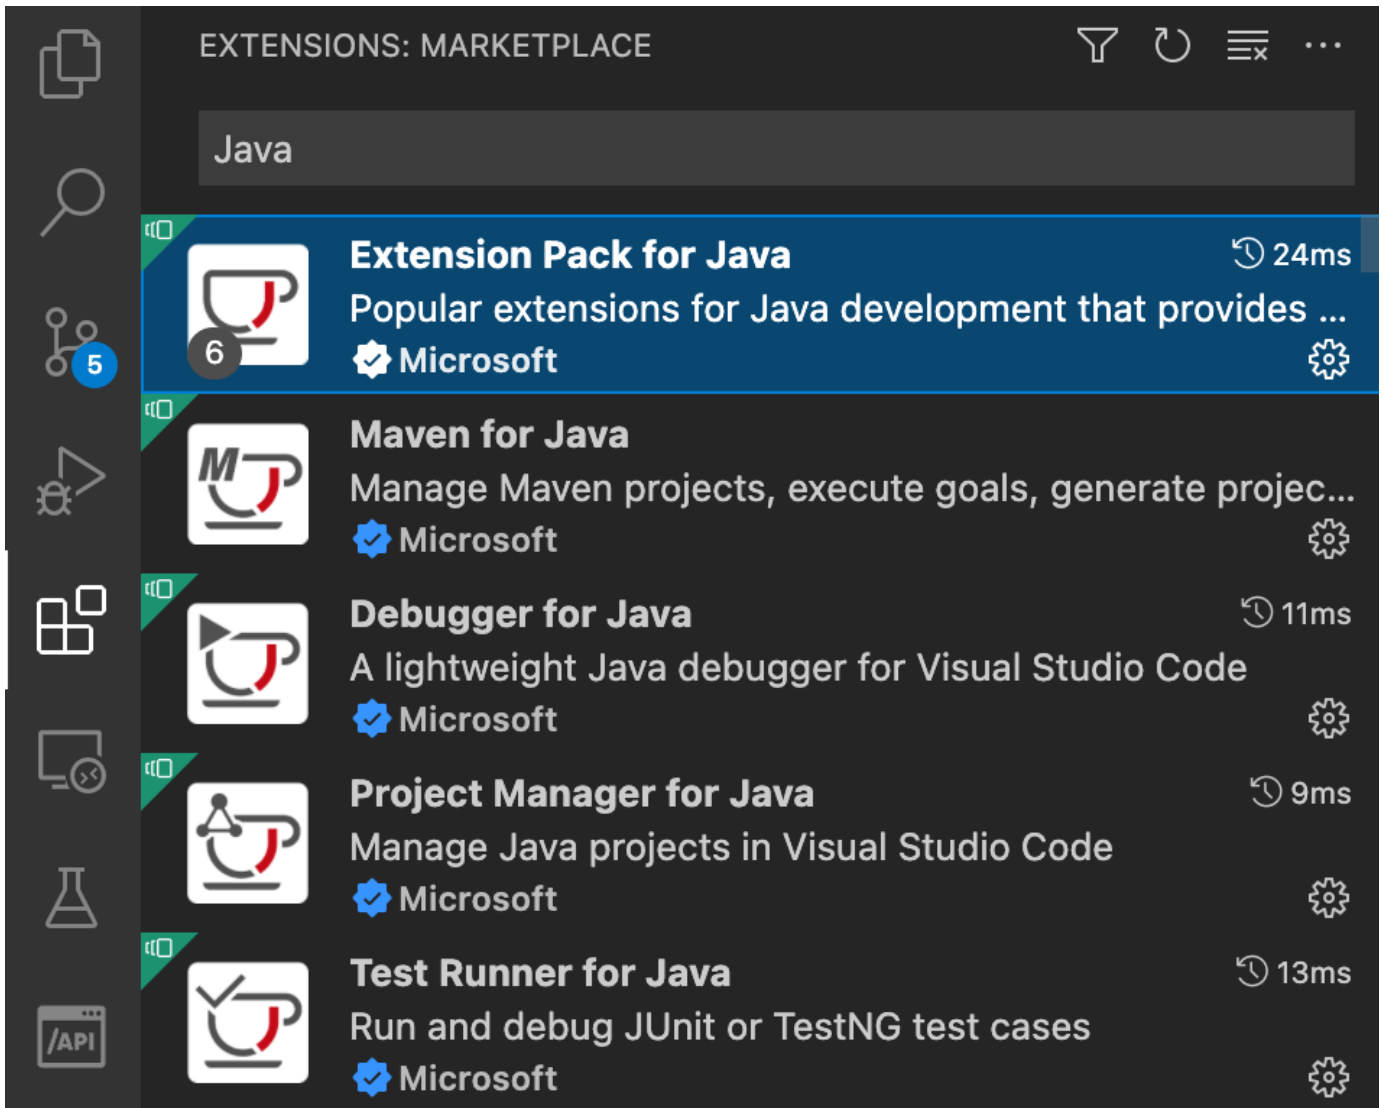 EXTENSIONS: MARKETPLACE
Java
Extension Pack for Java 24ms
Popular extensions for Java development that provides ...
6 Microsoft
5
Maven for Java
M
Manage Maven projects, execute goals, generate projec...
Microsoft
Debugger for Java 11ms
A lightweight Java debugger for Visual Studio Code
Microsoft
Project Manager for Java 9ms
Manage Java projects in Visual Studio Code
Microsoft
Test Runner for Java 13ms
Run and debug JUnit or TestNG test cases
/API
Microsoft